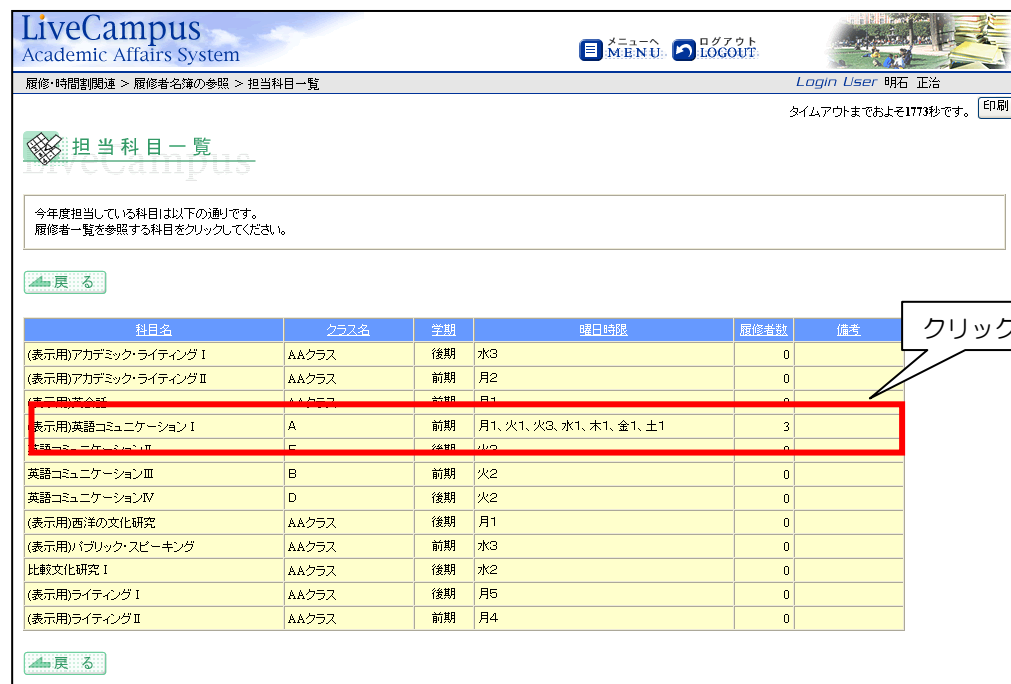 LiveCampus
Academic Affairs System
メニューへ
MENU
ログアウト
LOGOUT
履修・時間割関連 > 履修者名簿の参照 > 担当科目一覧
Login User 明石 正治
タイムアウトまでおよそ1773秒です。 印刷
担当科目一覧
LiveCampus
今年度担当している科目は以下の通りです。
履修者一覧を参照する科目をクリックしてください。
戻 る
科目名 クラス名 学期 曜日時限 履修者数 備考
クリック
(表示用)アカデミック・ライティングⅠ AAクラス 後期 水3 0
(表示用)アカデミック・ライティングⅡ AAクラス 前期 月2 0
(表示用)英会話 AAクラス 前期 月1 0
(表示用)英語コミュニケーションⅠ A 前期 月1、火1、火3、水1、木1、金1、土1 3
英語コミュニケーションⅡ 後期 0
英語コミュニケーションⅢ B 前期 火2 0
英語コミュニケーションⅣ D 後期 火2 0
(表示用)西洋の文化研究 AAクラス 後期 月1 0
(表示用)パブリック・スピーキング AAクラス 前期 水3 0
比較文化研究Ⅰ AAクラス 後期 水2 0
(表示用)ライティングⅠ AAクラス 後期 月5 0
(表示用)ライティングⅡ AAクラス 前期 月4 0
戻 る